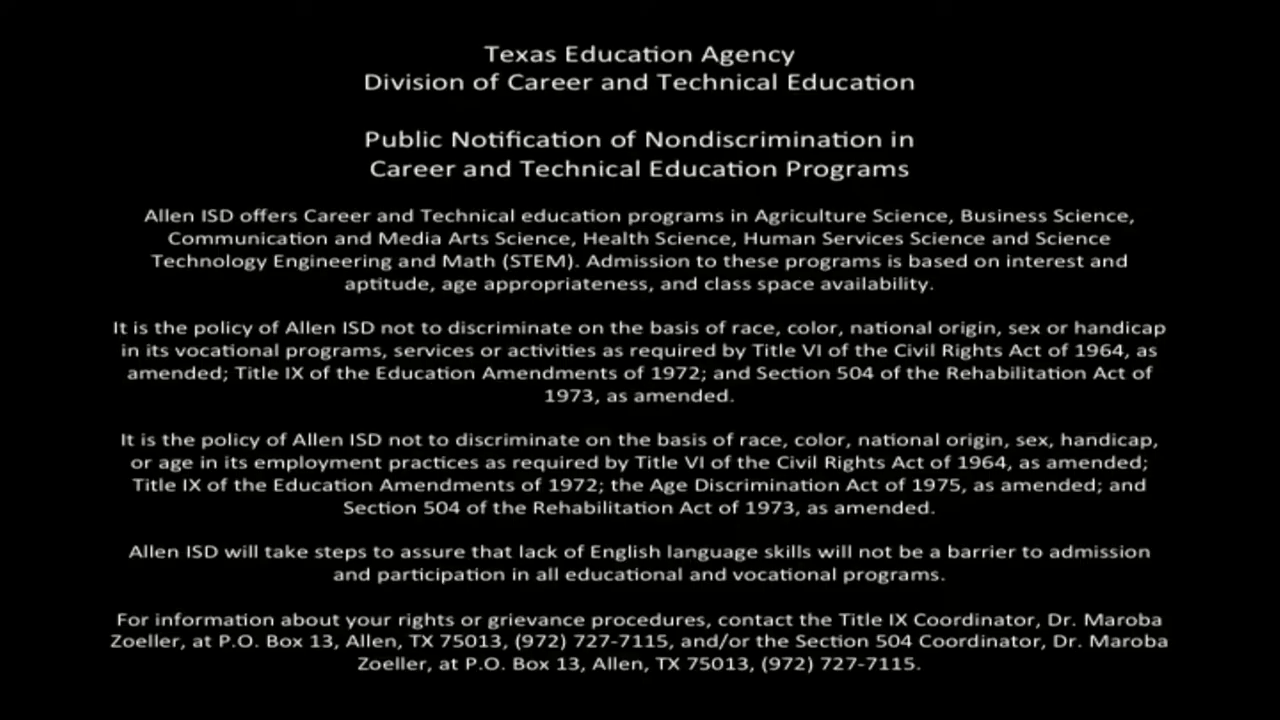 Texas Education Agency
Division of Career and Technical Education
Public Notification of Nondiscrimination in
Career and Technical Education Programs
Allen ISD offers Career and Technical education programs in Agriculture Science, Business Science,
Communication and Media Arts Science, Health Science, Human Services Science and Science
Technology Engineering and Math (STEM). Admission to these programs is based on interest and
aptitude, age appropriateness, and class space availability.
It is the policy of Allen ISD not to discriminate on the basis of race, color, national origin, sex or handicap
in its vocational programs, services or activities as required by Title VI of the Civil Rights Act of 1964, as
amended; Title IX of the Education Amendments of 1972; and Section 504 of the Rehabilitation Act of
1973, as amended.
It is the policy of Allen ISD not to discriminate on the basis of race, color, national origin, sex, handicap,
or age in its employment practices as required by Title VI of the Civil Rights Act of 1964, as amended;
Title IX of the Education Amendments of 1972; the Age Discrimination Act of 1975, as amended; and
Section 504 of the Rehabilitation Act of 1973, as amended.
Allen ISD will take steps to assure that lack of English language skills will not be a barrier to admission
and participation in all educational and vocational programs.
For information about your rights or grievance procedures, contact the Title IX Coordinator, Dr. Maroba
Zoeller, at P.O. Box 13, Allen, TX 75013, (972) 727-7115, and/or the Section 504 Coordinator, Dr. Maroba
Zoeller, at P.O. Box 13, Allen, TX 75013, (972) 727-7115.